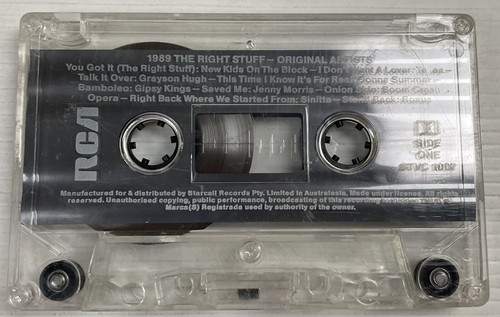 1989 THE RIGHT STUFF – ORIGINAL ARTISTS
You Got It (The Right Stuff): New Kids On The Block – I Don't Want A Lover: –
Talk It Over: Grayson Hugh – This Time I Know It's For Real: Donna Summer –
Bamboleo: Gipsy Kings – Saved Me: Jenny Morris – Onion Skin: Boom Crash
Opera – Right Back Where We Started From: Sinitta – Back: Roxus
RCA
SIDE
ONE
Manufactured for & distributed by Starcall Records Pty. Limited in Australasia. Made under licence. All rights
reserved. Unauthorised copying, public performance, broadcasting of this recording
Marca(S) Registrada used by authority of the owner.